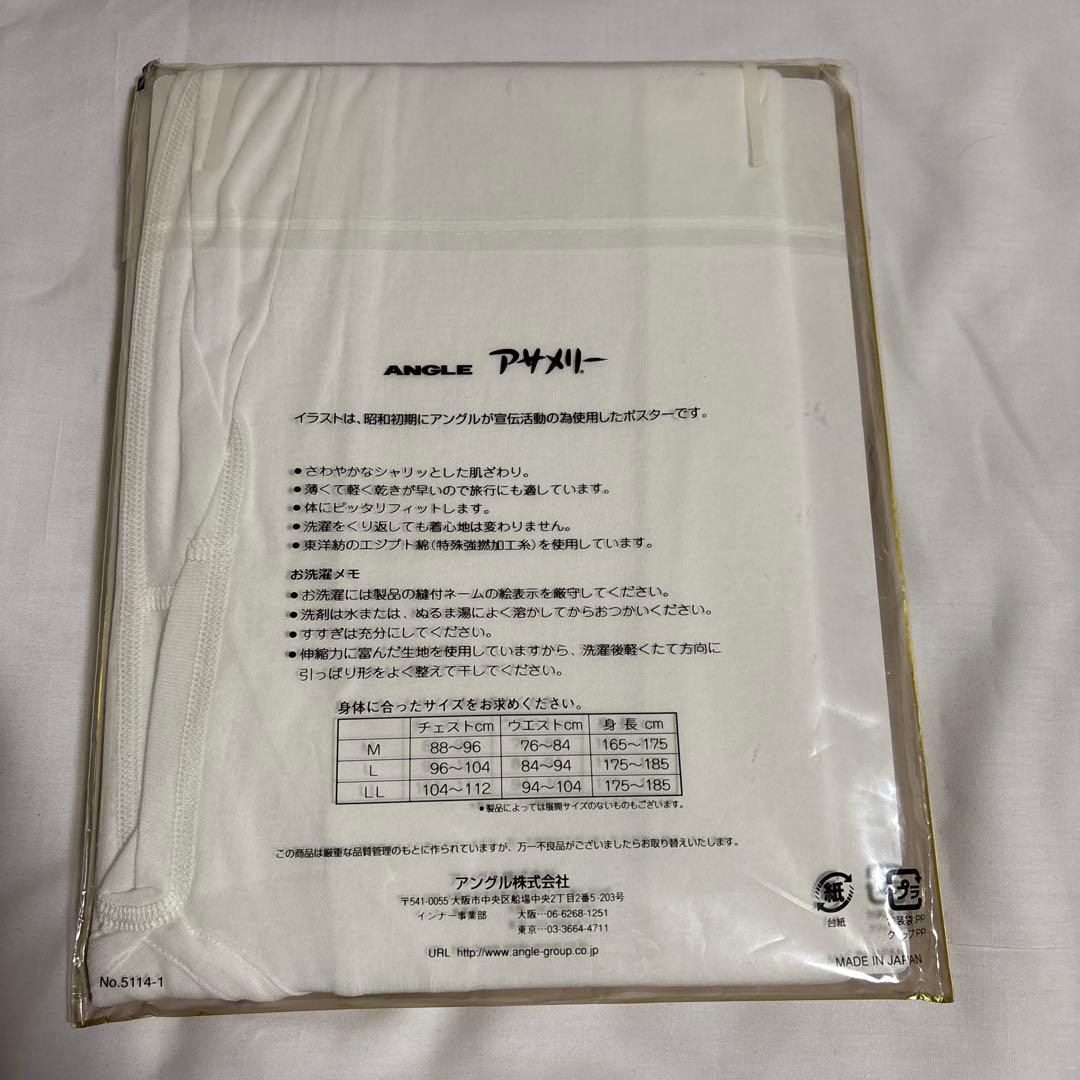 ANGLE アサメリー
イラストは、昭和初期にアングルが宣伝活動の為使用したポスターです。
●さわやかなシャリッとした肌ざわり。
●薄くて軽く乾きが早いので旅行にも適しています。
●体にピッタリフィットします。
●洗濯をくり返しても着心地は変わりません。
●東洋紡のエジプト綿(特殊強撚加工糸)を使用しています。
お洗濯メモ
●お洗濯には製品の縫付ネームの絵表示を厳守してください。
●洗剤は水または、ぬるま湯によく溶かしてからおつかいください。
●すすぎは充分にしてください。
●伸縮力に富んだ生地を使用していますから、洗濯後軽くたて方向に
引っぱり形をよく整えて干してください。
身体に合ったサイズをお求めください。
チェストcm ウエストcm 身長cm
M 88〜96 76〜84 165〜175
L 96〜104 84〜94 175〜185
LL 104〜112 94〜104 175〜185
●製品によっては展開サイズのないものもございます。
この商品は厳重な品質管理のもとに作られていますが、万一不良品がございましたらお取り替えいたします。
アングル株式会社
〒541-0055 大阪市中央区船場中央2丁目2番5-203号
インナー事業部 大阪…06-6268-1251
東京…03-3664-4711
URL http://www.angle-group.co.jp
紙
台紙
プラ
装袋PP
クリップPP
MADE IN JAPAN
No.5114-1